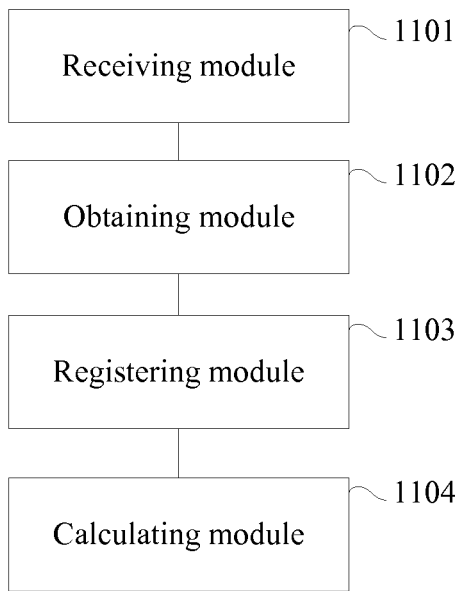 1101
Receiving module
1102
Obtaining module
1103
Registering module
1104
Calculating module